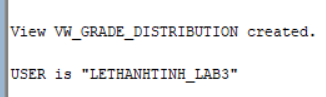 View VW_GRADE_DISTRIBUTION created.
USER is "LETHANHTINH_LAB3"